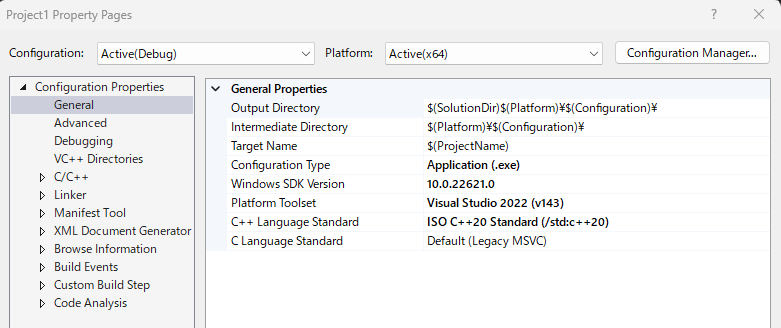 Project1 Property Pages
?
Configuration: Active(Debug) Platform: Active(x64) Configuration Manager...
Configuration Properties
General
Advanced
Debugging
VC++ Directories
C/C++
Linker
Manifest Tool
XML Document Generator
Browse Information
Build Events
Custom Build Step
Code Analysis
General Properties
Output Directory $(SolutionDir)$(Platform)¥$(Configuration)¥
Intermediate Directory $(Platform)¥$(Configuration)¥
Target Name $(ProjectName)
Configuration Type Application (.exe)
Windows SDK Version 10.0.22621.0
Platform Toolset Visual Studio 2022 (v143)
C++ Language Standard ISO C++20 Standard (/std:c++20)
C Language Standard Default (Legacy MSVC)